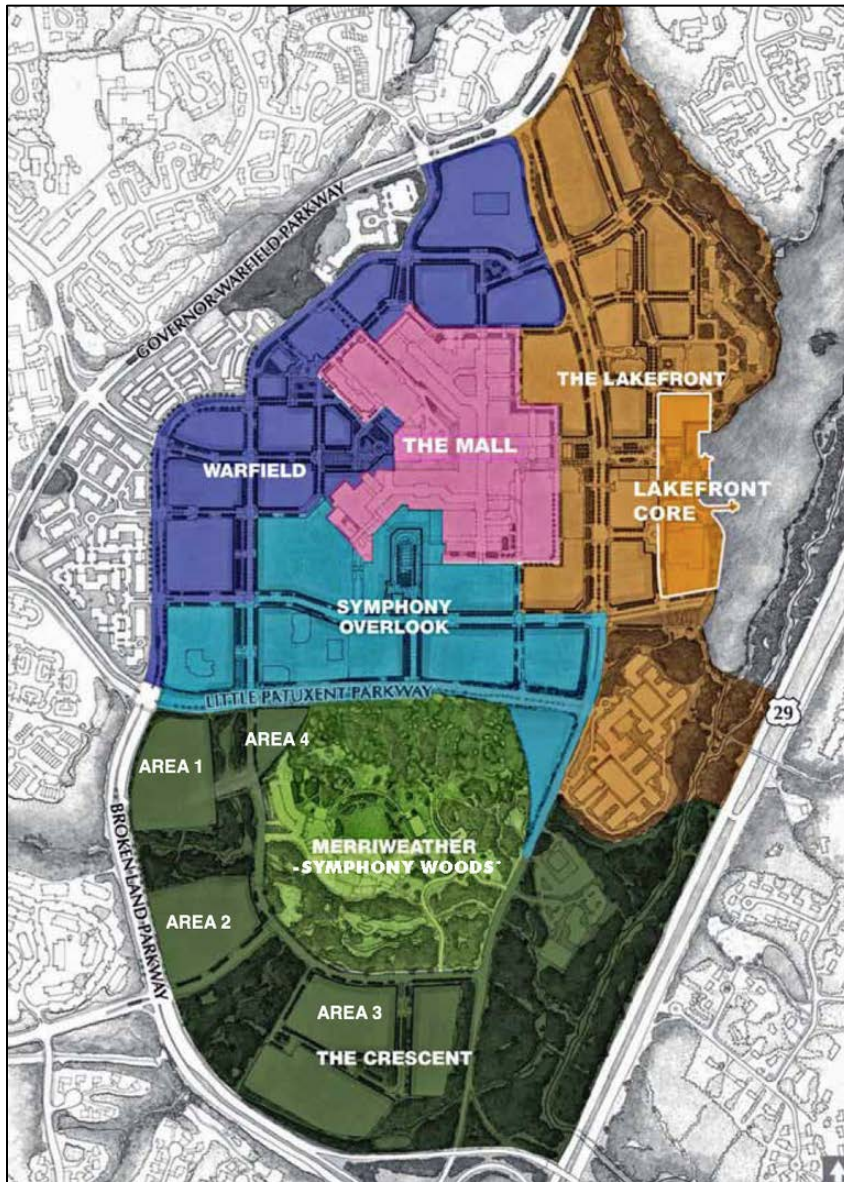 GOVERNOR WARFIELD PARKWAY
THE LAKEFRONT
THE MALL
WARFIELD
LAKEFRONT
CORE
SYMPHONY
OVERLOOK
LITTLE PATUXENT PARKWAY
29
AREA 4
AREA 1
MERRIWEATHER
-SYMPHONY WOODS-
BROKEN LAND PARKWAY
AREA 2
AREA 3
THE CRESCENT